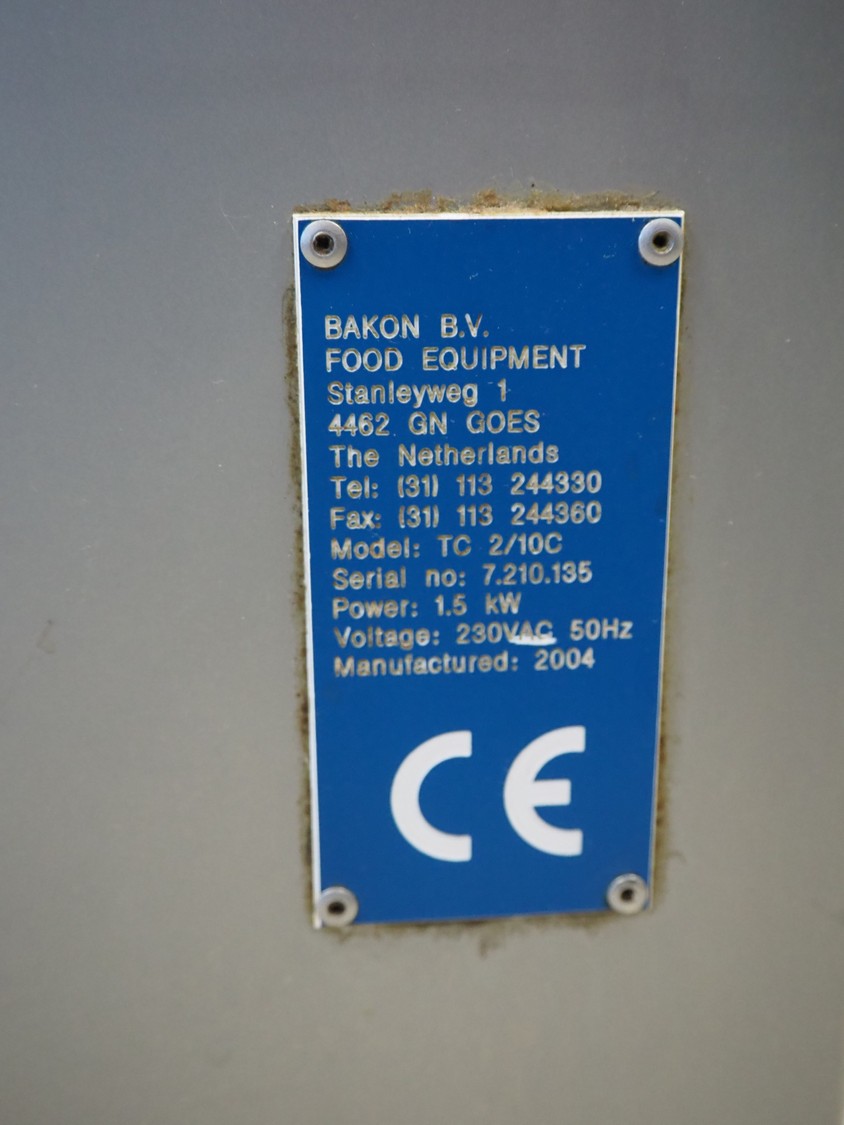 BAKON B.V.
FOOD EQUIPMENT
Stanleyweg 1
4462 GN GOES
The Netherlands
Tel: (31) 113 244330
Fax: (31) 113 244360
Model: TC 2/10C
Serial no: 7.210.135
Power: 1.5 kW
Voltage: 230VAC 50Hz
Manufactured: 2004
CE